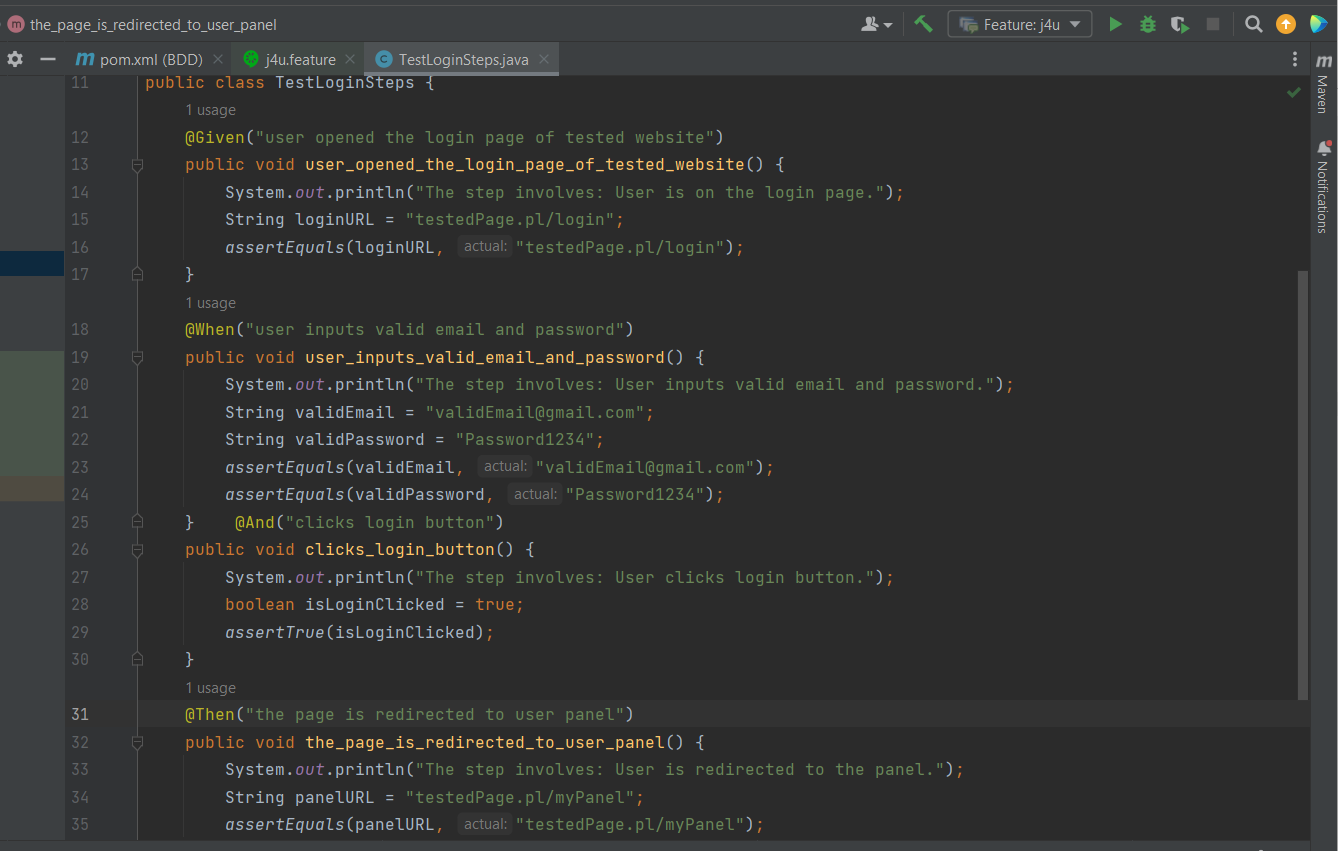 m the_page_is_redirected_to_user_panel
Feature: j4u
m pom.xml (BDD)
j4u.feature
C TestLoginSteps.java
m
Maven
Notifications
11 public class TestLoginSteps {
1 usage
12 @Given("user opened the login page of tested website")
13 public void user_opened_the_login_page_of_tested_website() {
14 System.out.println("The step involves: User is on the login page.");
15 String loginURL = "testedPage.pl/login";
16 assertEquals(loginURL, actual: "testedPage.pl/login");
17 }
1 usage
18 @When("user inputs valid email and password")
19 public void user_inputs_valid_email_and_password() {
20 System.out.println("The step involves: User inputs valid email and password.");
21 String validEmail = "validEmail@gmail.com";
22 String validPassword = "Password1234";
23 assertEquals(validEmail, actual: "validEmail@gmail.com");
24 assertEquals(validPassword, actual: "Password1234");
25 } @And("clicks login button")
26 public void clicks_login_button() {
27 System.out.println("The step involves: User clicks login button.");
28 boolean isLoginClicked = true;
29 assertTrue(isLoginClicked);
30 }
1 usage
31 @Then("the page is redirected to user panel")
32 public void the_page_is_redirected_to_user_panel() {
33 System.out.println("The step involves: User is redirected to the panel.");
34 String panelURL = "testedPage.pl/myPanel";
35 assertEquals(panelURL, actual: "testedPage.pl/myPanel");